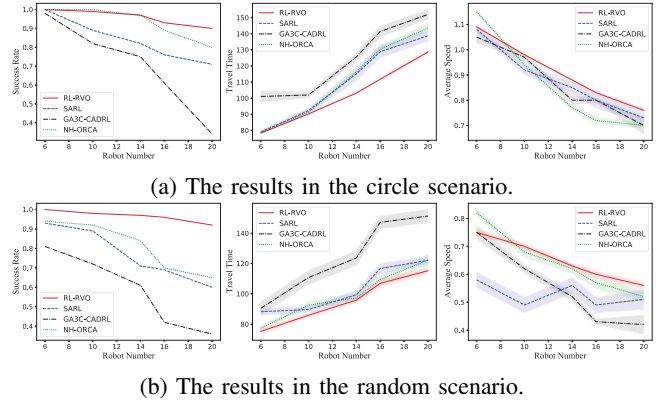 Success Rate
1.0
0.9
0.8
0.7
0.6
0.5
0.4
RL-RVO
SARL
GA3C-CADRL
NH-ORCA
6 8 10 12 14 16 18 20
Robot Number
Travel Time
150
140
130
120
110
100
90
80
RL-RVO
SARL
GA3C-CADRL
NH-ORCA
6 8 10 12 14 16 18 20
Robot Number
Average Speed
1.1
1.0
0.9
0.8
0.7
RL-RVO
SARL
GA3C-CADRL
NH-ORCA
6 8 10 12 14 16 18 20
Robot Number
(a) The results in the circle scenario.
Success Rate
1.0
0.9
0.8
0.7
0.6
0.5
0.4
RL-RVO
SARL
GA3C-CADRL
NH-ORCA
6 8 10 12 14 16 18 20
Robot Number
Travel Time
140
120
100
80
RL-RVO
SARL
GA3C-CADRL
NH-ORCA
6 8 10 12 14 16 18 20
Robot Number
Average Speed
0.8
0.7
0.6
0.5
0.4
RL-RVO
SARL
GA3C-CADRL
NH-ORCA
6 8 10 12 14 16 18 20
Robot Number
(b) The results in the random scenario.